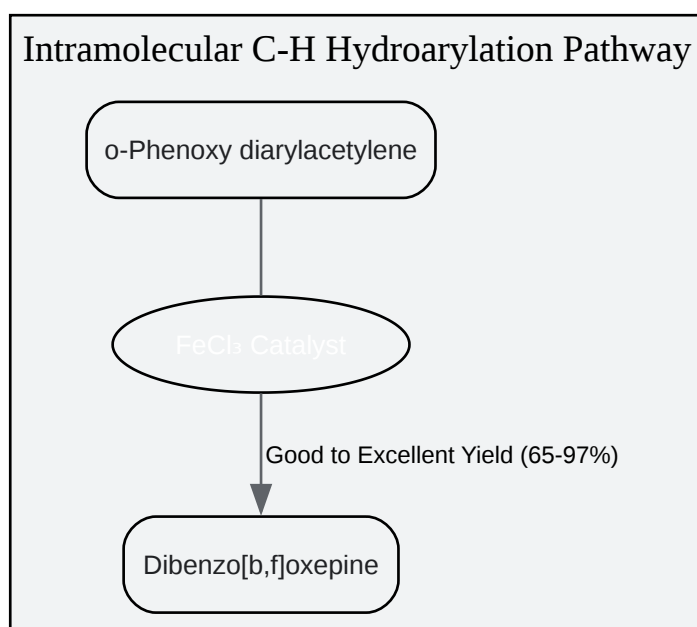 Intramolecular C-H Hydroarylation Pathway
o-Phenoxy diarylacetylene
FeCl₃ Catalyst
Good to Excellent Yield (65-97%)
Dibenzo[b,f]oxepine